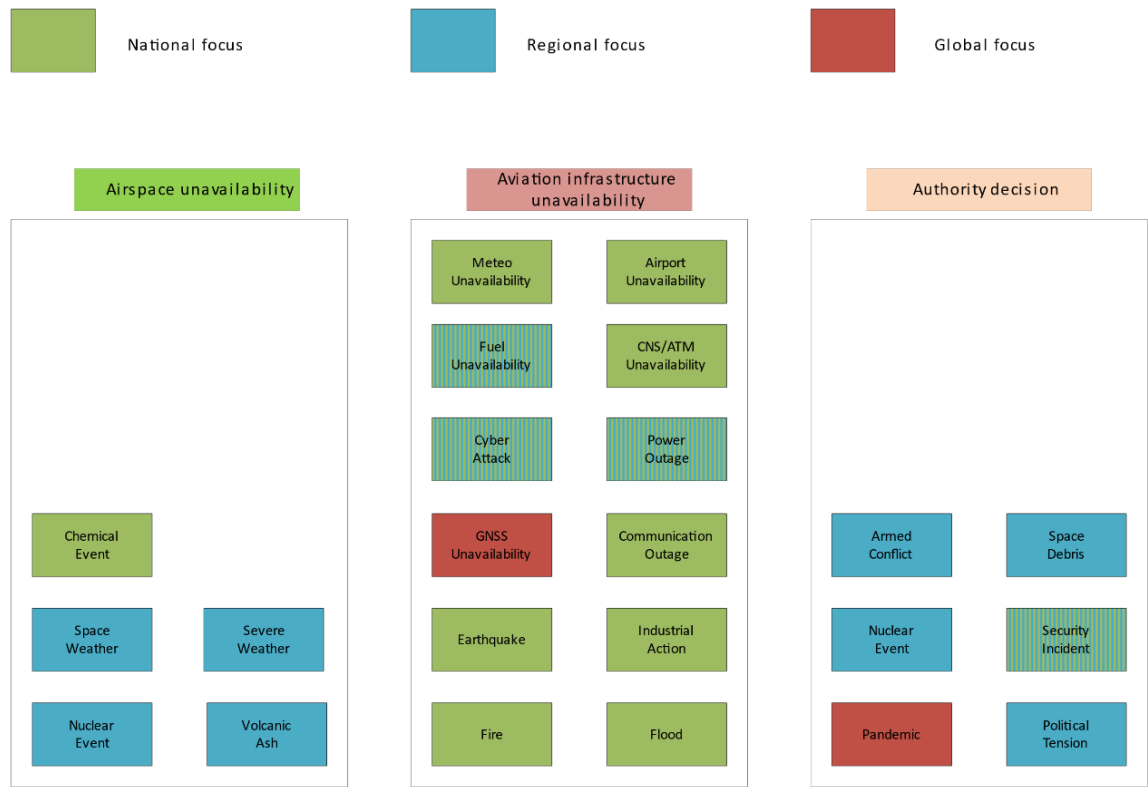 National focus
Regional focus
Global focus
Airspace unavailability
Chemical
Event
Space
Weather
Severe
Weather
Nuclear
Event
Volcanic
Ash
Aviation infrastructure
unavailability
Meteo
Unavailability
Airport
Unavailability
Fuel
Unavailability
CNS/ATM
Unavailability
Cyber
Attack
Power
Outage
GNSS
Unavailability
Communication
Outage
Earthquake
Industrial
Action
Fire
Flood
Authority decision
Armed
Conflict
Space
Debris
Nuclear
Event
Security
Incident
Pandemic
Political
Tension